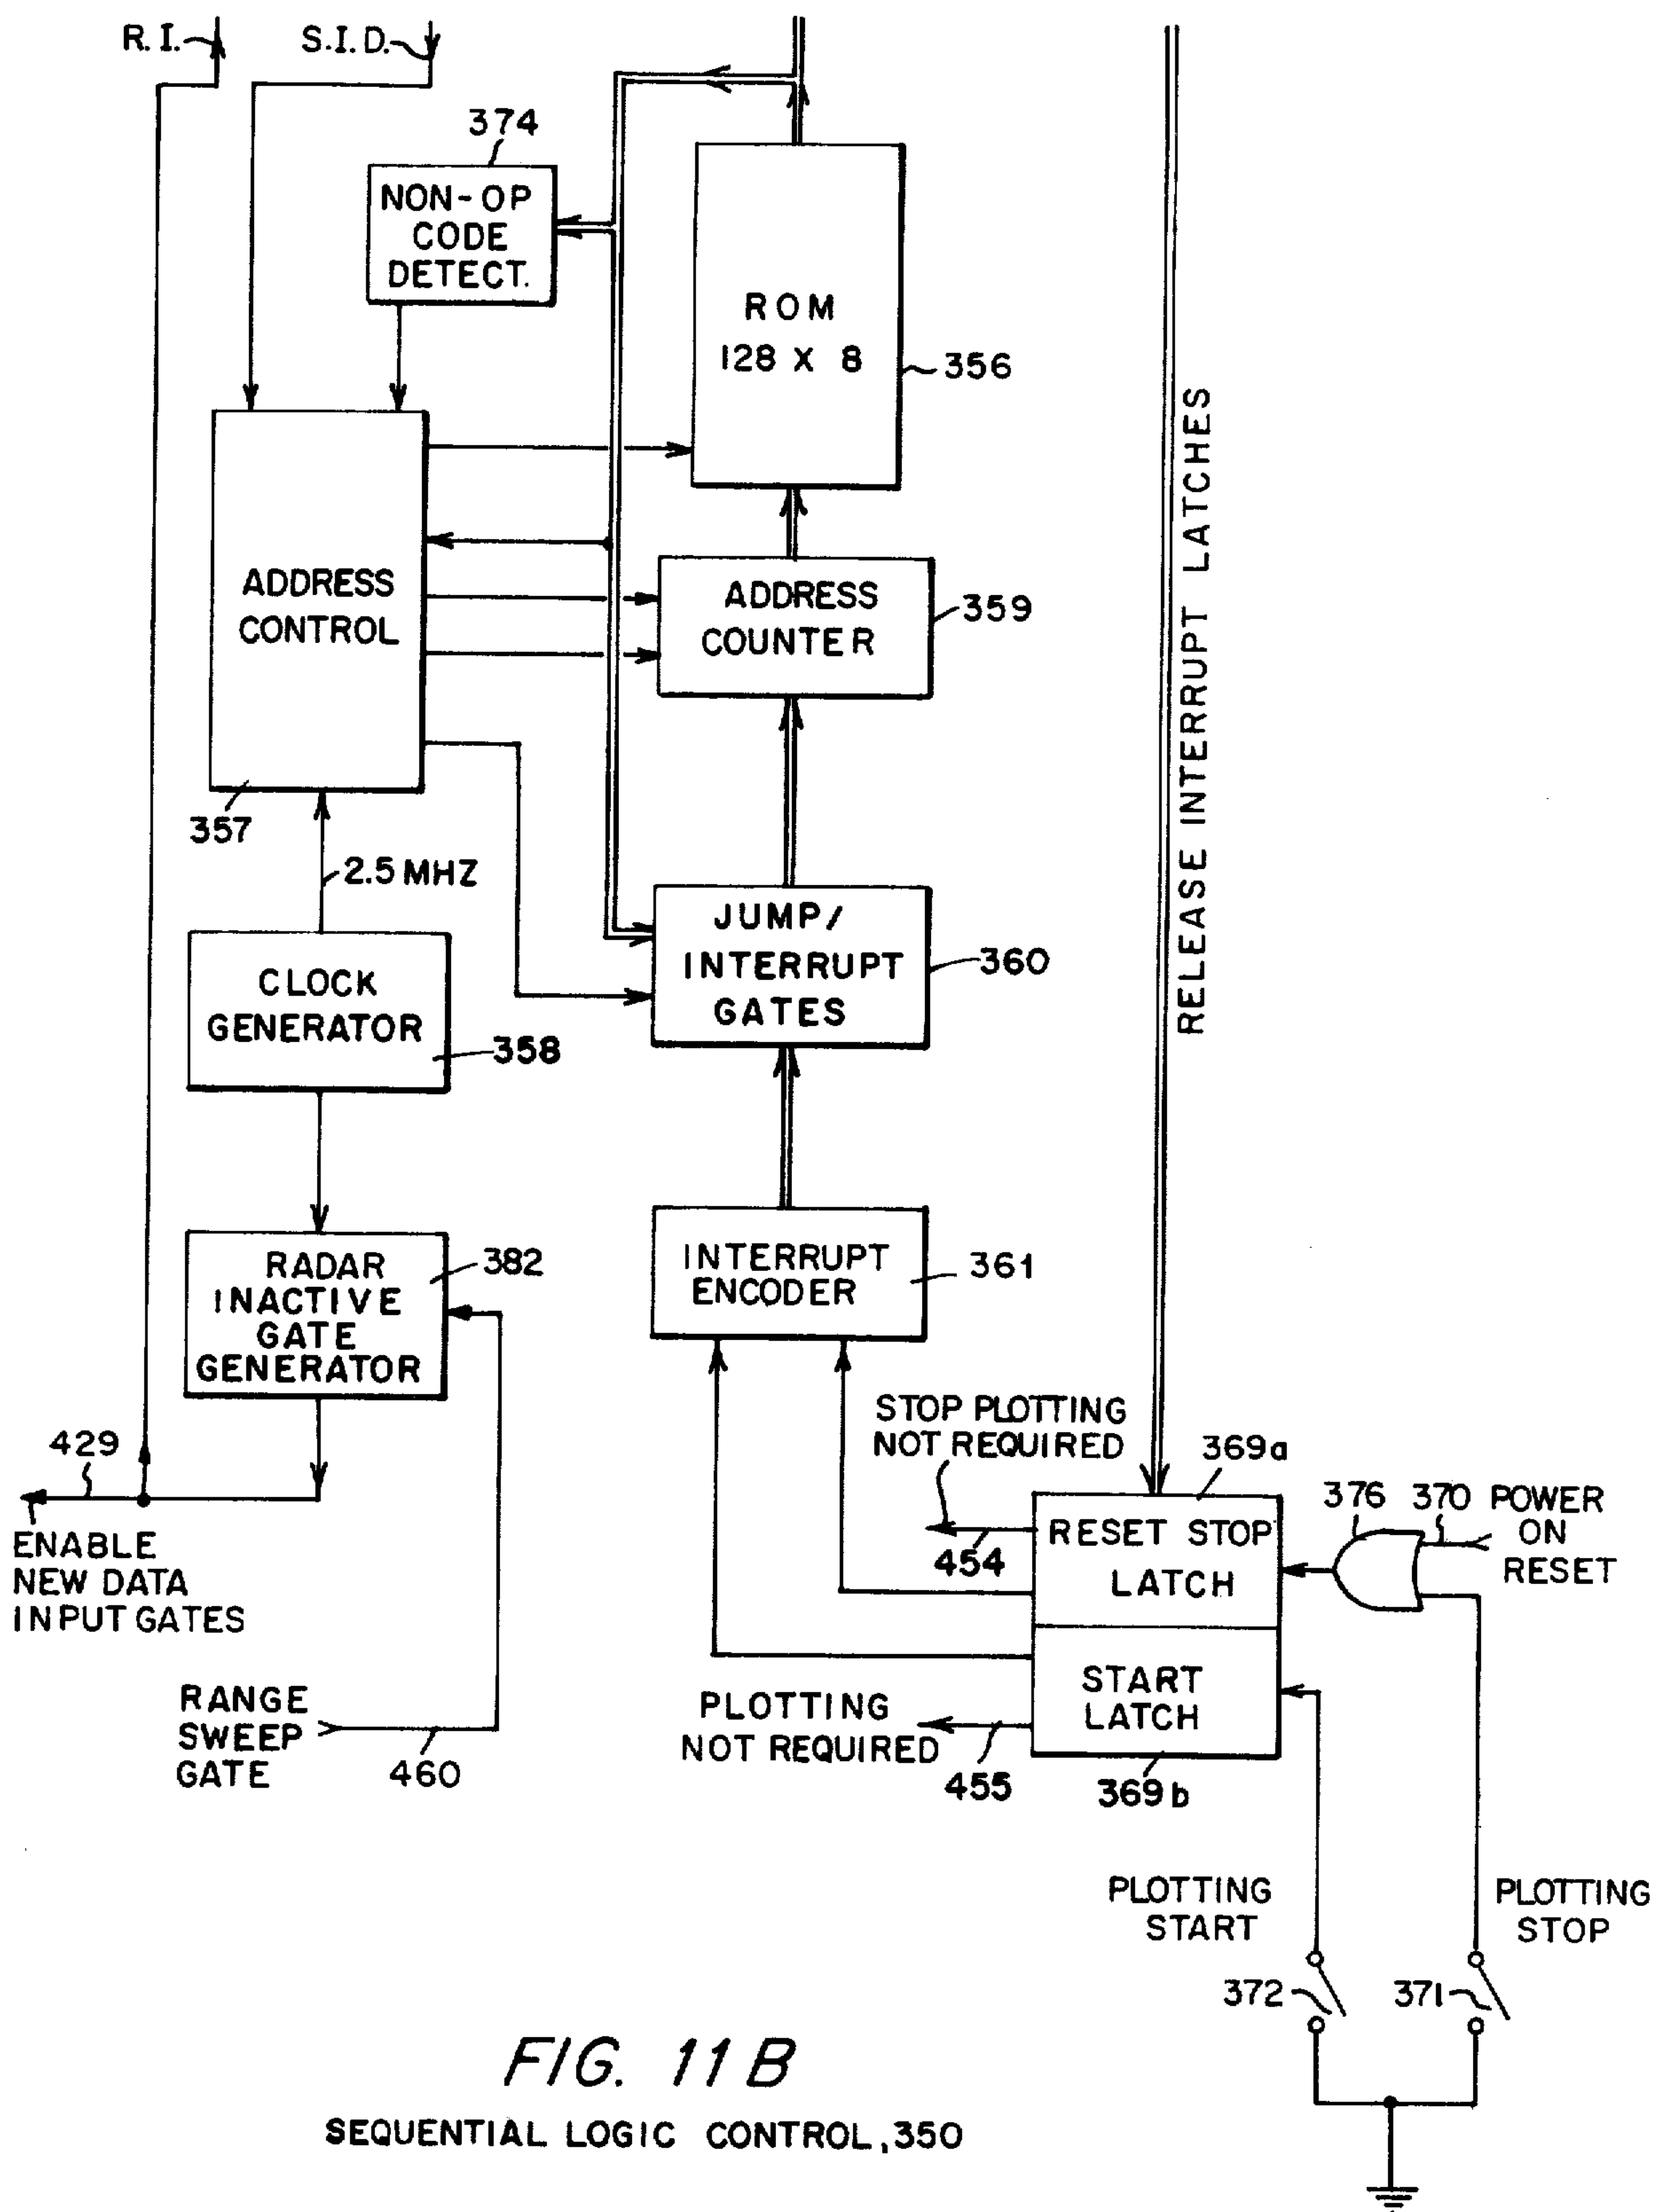 R.I.
S.I.D.
374
NON-OP
CODE
DETECT.
ROM
128 X 8
356
ADDRESS
CONTROL
357
ADDRESS
COUNTER
359
RELEASE INTERRUPT LATCHES
2.5 MHZ
CLOCK
GENERATOR
358
JUMP/
INTERRUPT
GATES
360
RADAR
INACTIVE
GATE
GENERATOR
382
INTERRUPT
ENCODER
361
429
ENABLE
NEW DATA
INPUT GATES
STOP PLOTTING
NOT REQUIRED
454
369a
RESET STOP
LATCH
376
370
POWER
ON
RESET
RANGE
SWEEP
GATE
460
PLOTTING
NOT REQUIRED
455
START
LATCH
369b
PLOTTING
START
PLOTTING
STOP
372
371
FIG. 11B
SEQUENTIAL LOGIC CONTROL, 350